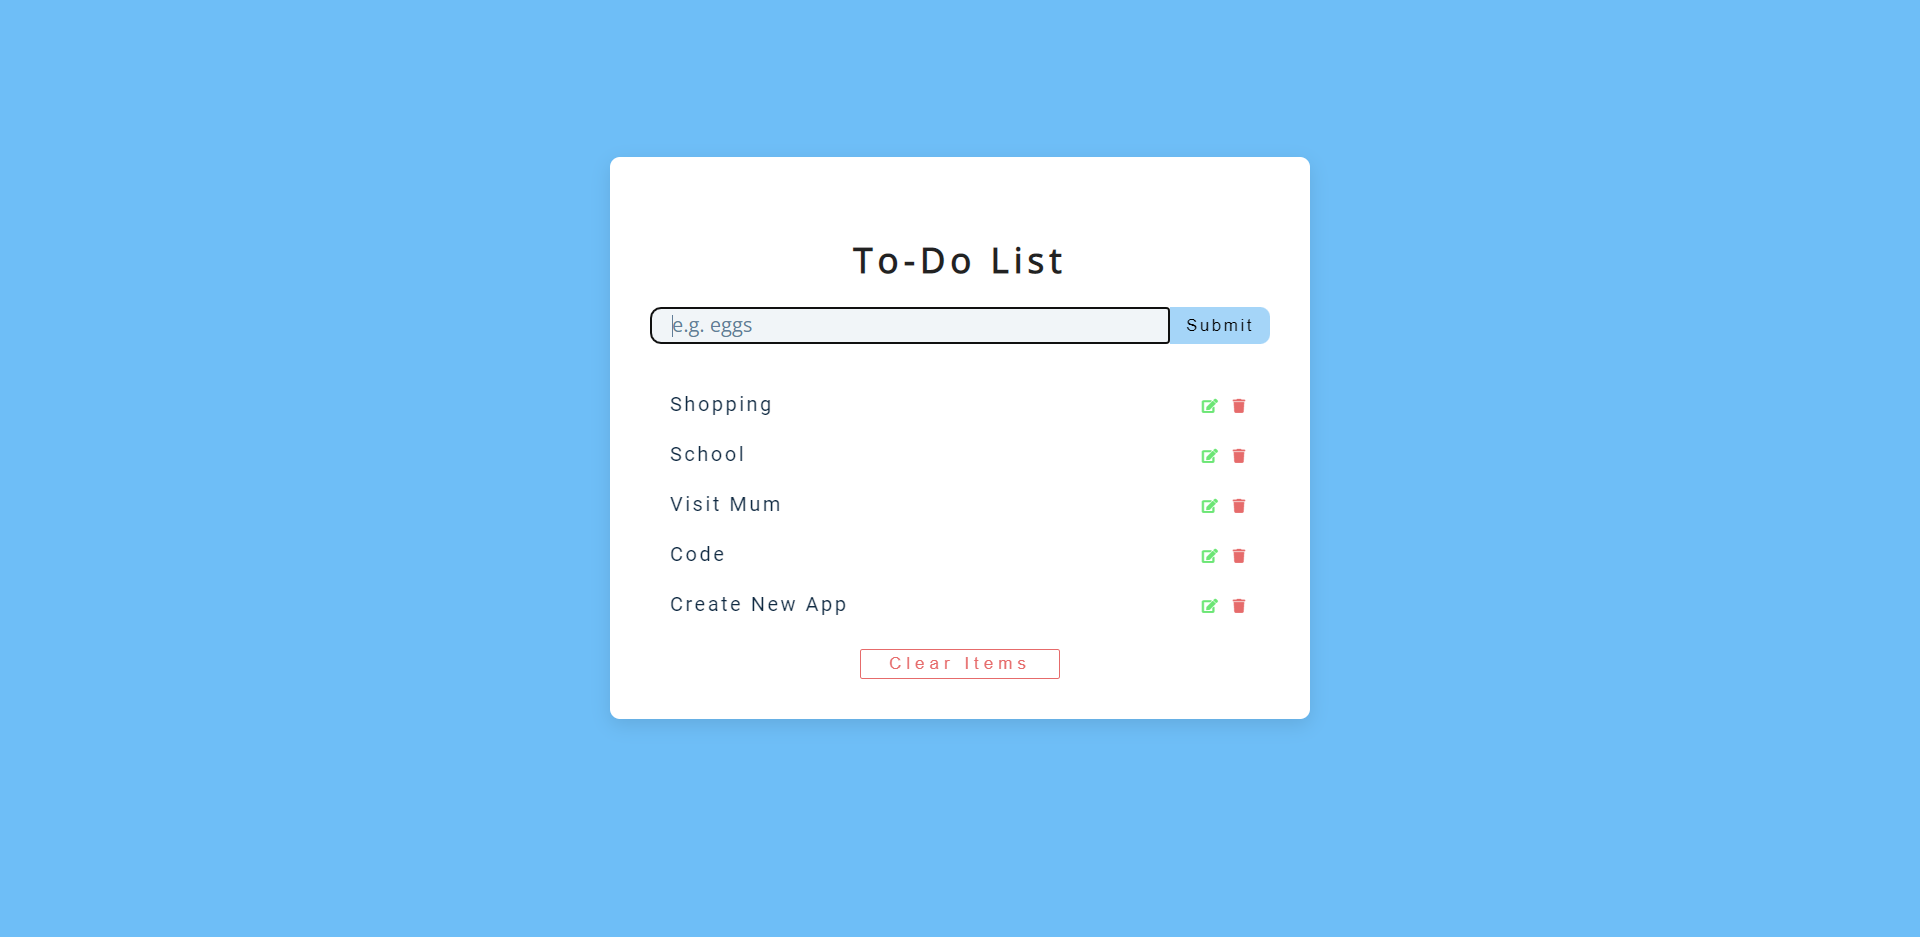 To-Do List
e.g. eggs
Submit
Shopping
School
Visit Mum
Code
Create New App
Clear Items